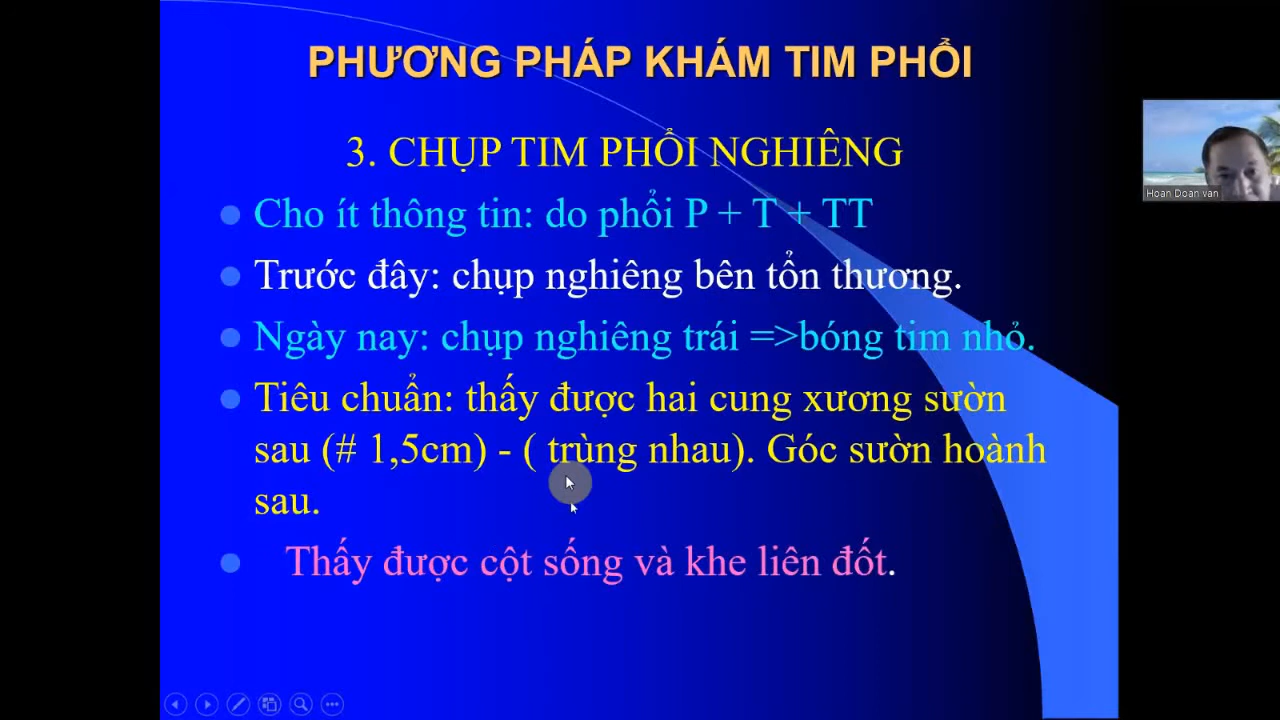 PHƯƠNG PHÁP KHÁM TIM PHỔI
3. CHỤP TIM PHỔI NGHIÊNG
Cho ít thông tin: do phổi P + T + TT
Trước đây: chụp nghiêng bên tổn thương.
Ngày nay: chụp nghiêng trái =>bóng tim nhỏ.
Tiêu chuẩn: thấy được hai cung xương sườn
sau (# 1,5cm) - ( trùng nhau). Góc sườn hoành
sau.
Thấy được cột sống và khe liên đốt.
Hoan Doan van